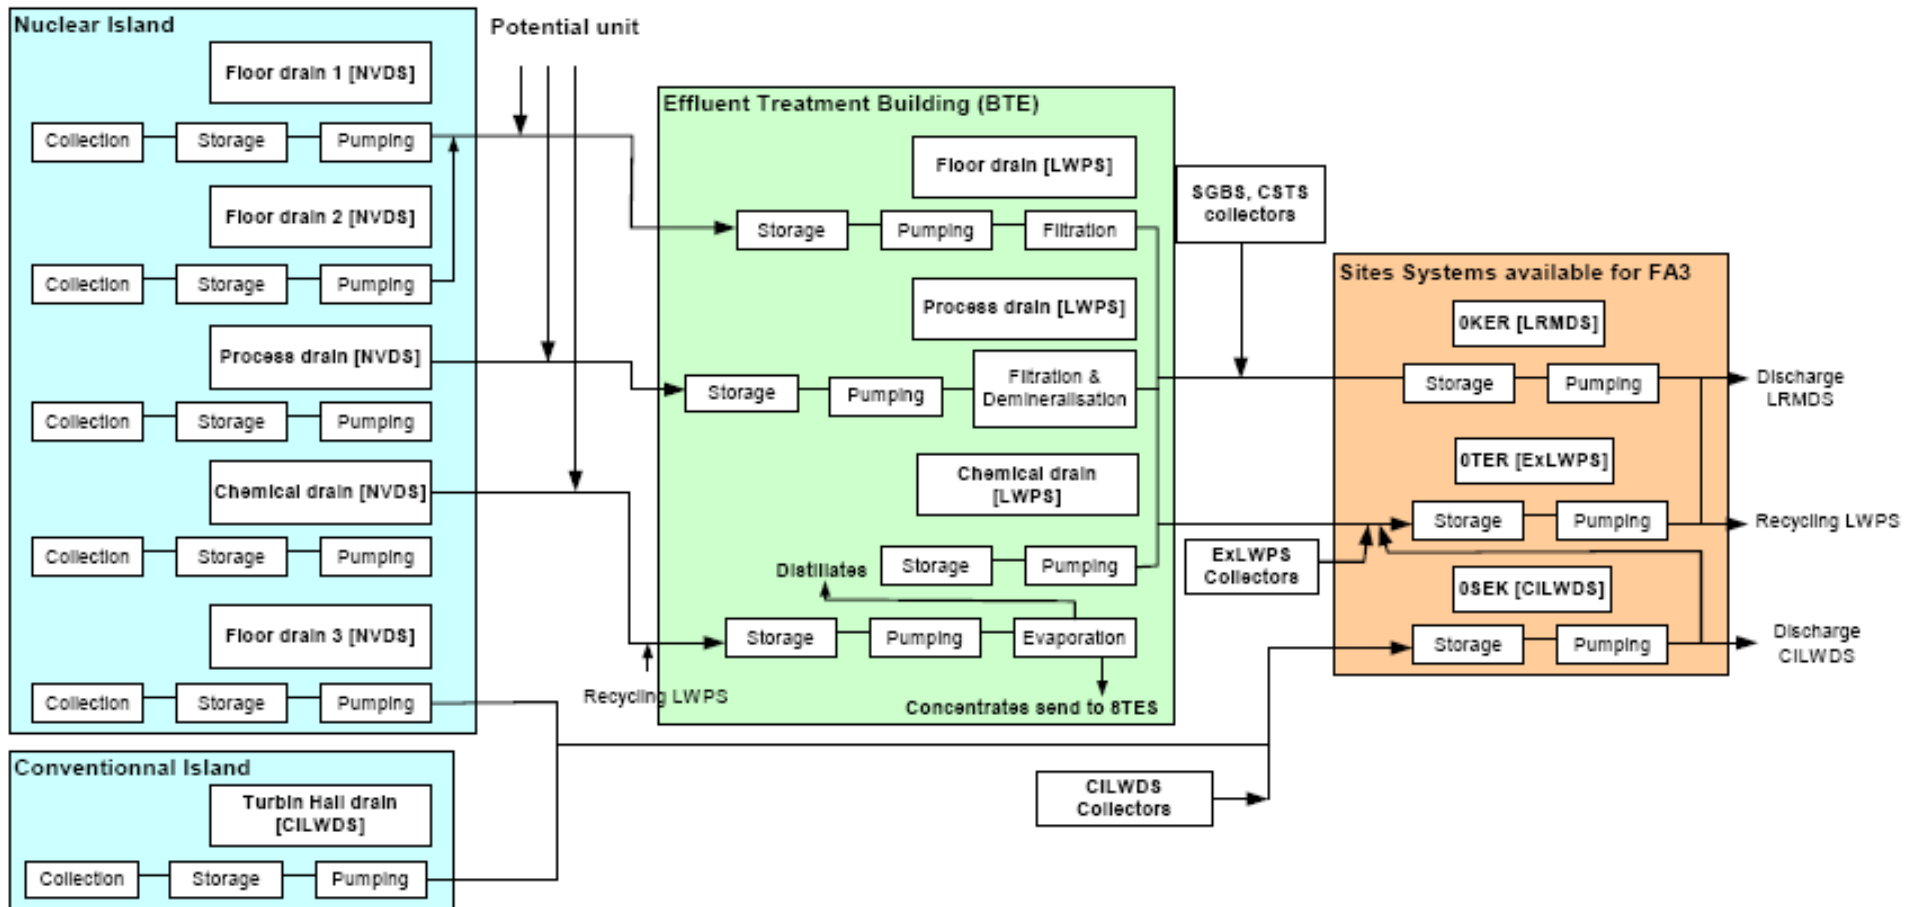 Nuclear Island
Potential unit
Floor drain 1 [NVDS]
Collection
Storage
Pumping
Floor drain 2 [NVDS]
Collection
Storage
Pumping
Process drain [NVDS]
Collection
Storage
Pumping
Chemical drain [NVDS]
Collection
Storage
Pumping
Floor drain 3 [NVDS]
Collection
Storage
Pumping
Conventionnal Island
Turbin Hall drain
[CILWDS]
Collection
Storage
Pumping
Effluent Treatment Building (BTE)
Floor drain [LWPS]
Storage
Pumping
Filtration
Process drain [LWPS]
Storage
Pumping
Filtration &
Demineralisation
Chemical drain
[LWPS]
Storage
Pumping
Distillates
Storage
Pumping
Evaporation
Recycling LWPS
Concentrates send to 8TES
SGBS, CSTS
collectors
ExLWPS
Collectors
CILWDS
Collectors
Sites Systems available for FA3
0KER [LRMDS]
Storage
Pumping
Discharge
LRMDS
0TER [ExLWPS]
Storage
Pumping
Recycling LWPS
0SEK [CILWDS]
Storage
Pumping
Discharge
CILWDS